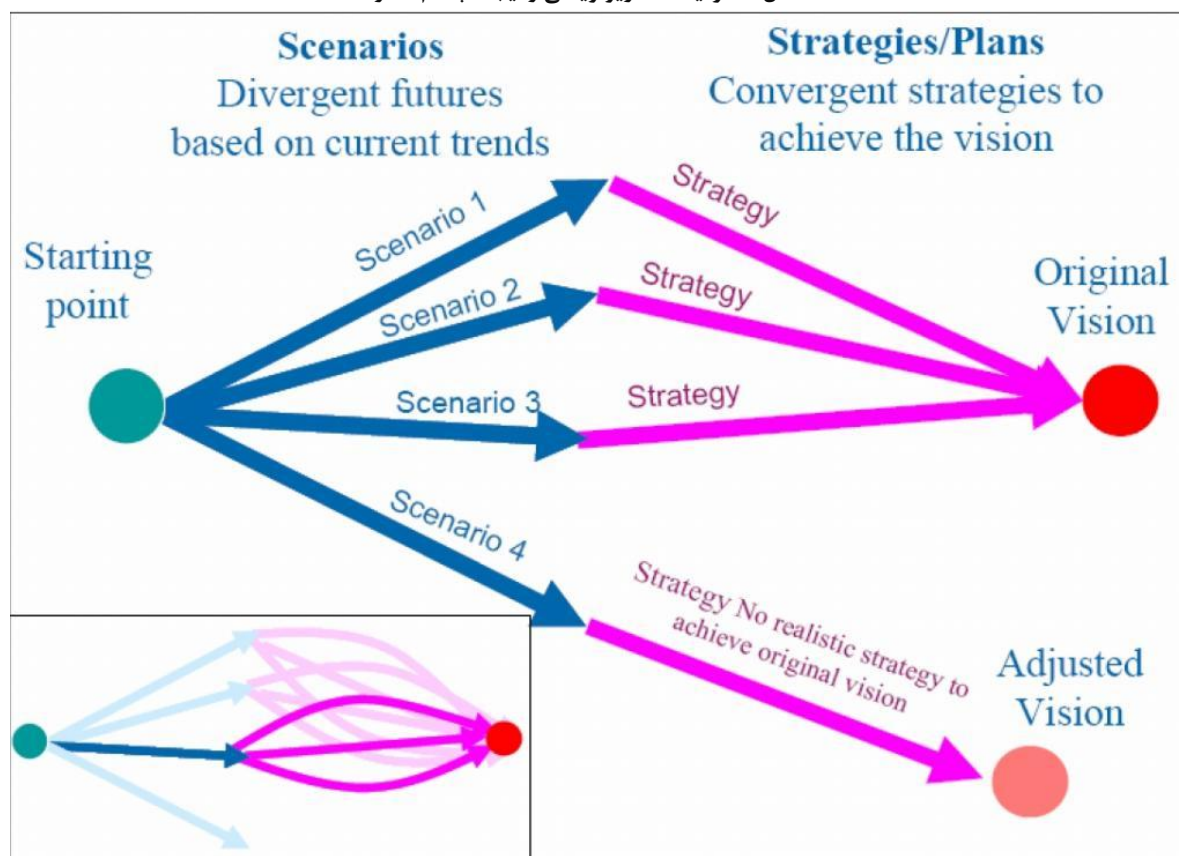 Scenarios
Divergent futures
based on current trends
Strategies/Plans
Convergent strategies to
achieve the vision
Starting
point
Scenario 1
Scenario 2
Scenario 3
Scenario 4
Strategy
Strategy
Strategy
Strategy No realistic strategy to
achieve original vision
Original
Vision
Adjusted
Vision